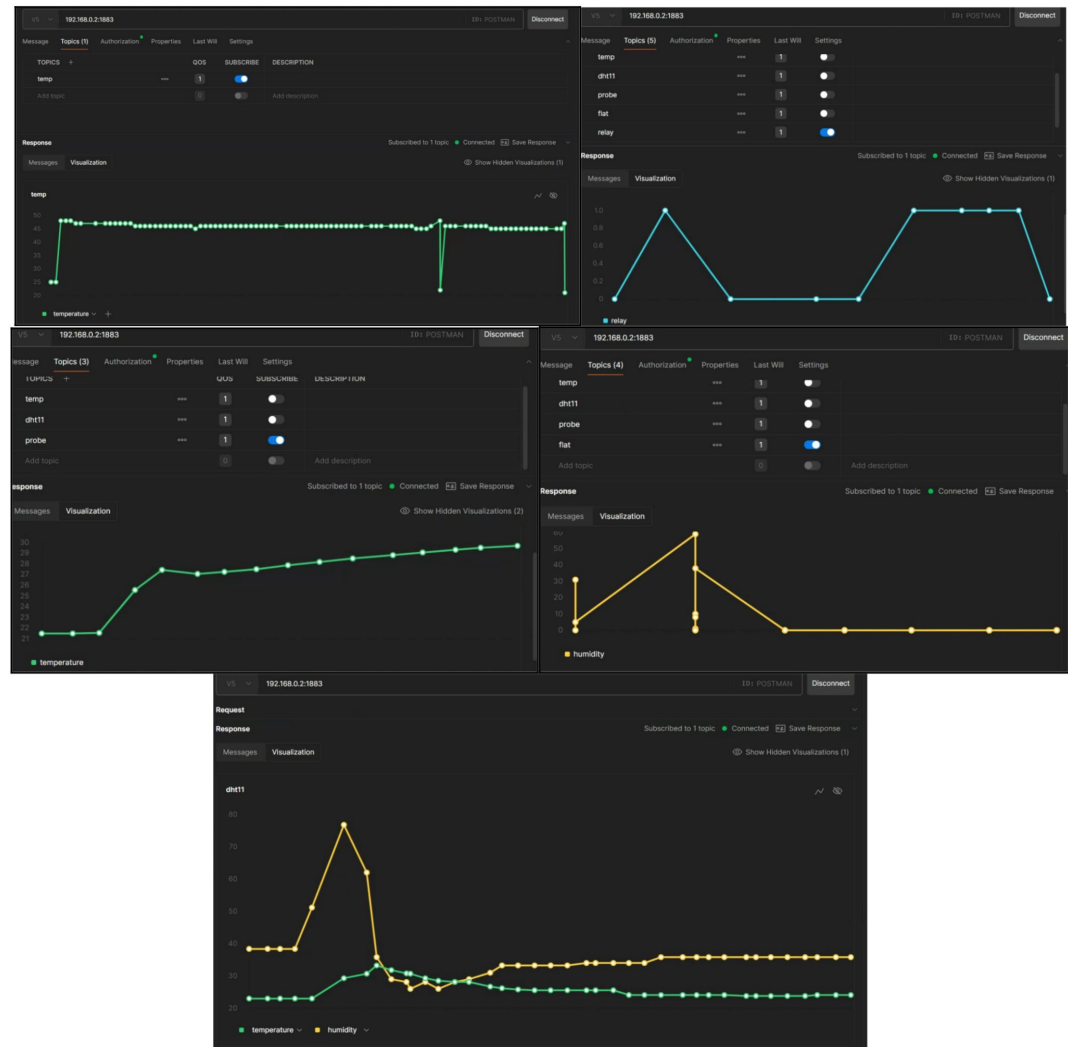 V5 192.168.0.2:1883 ID: POSTMAN Disconnect
Message Topics (1) Authorization Properties Last Will Settings
TOPICS + QOS SUBSCRIBE DESCRIPTION
temp ••• 1
Add topic 0 Add description
Response Subscribed to 1 topic Connected Save Response
Messages Visualization Show Hidden Visualizations (1)
temp
50
45
40
35
30
25
20
temperature +
V5 192.168.0.2:1883 ID: POSTMAN Disconnect
Message Topics (5) Authorization Properties Last Will Settings
temp ••• 1
dht11 ••• 1
probe ••• 1
flat ••• 1
relay ••• 1
Response Subscribed to 1 topic Connected Save Response
Messages Visualization Show Hidden Visualizations (1)
1.0
0.8
0.6
0.4
0.2
0
relay
V5 192.168.0.2:1883 ID: POSTMAN Disconnect
essage Topics (3) Authorization Properties Last Will Settings
TOPICS + QOS SUBSCRIBE DESCRIPTION
temp ••• 1
dht11 ••• 1
probe ••• 1
Add topic 0 Add description
esponse Subscribed to 1 topic Connected Save Response
Messages Visualization Show Hidden Visualizations (2)
30
29
28
27
26
25
24
23
22
21
temperature
V5 192.168.0.2:1883 ID: POSTMAN Disconnect
Message Topics (4) Authorization Properties Last Will Settings
temp ••• 1
dht11 ••• 1
probe ••• 1
flat ••• 1
Add topic 0 Add description
Response Subscribed to 1 topic Connected Save Response
Messages Visualization Show Hidden Visualizations (1)
60
50
40
30
20
10
0
humidity
V5 192.168.0.2:1883 ID: POSTMAN Disconnect
Request
Response Subscribed to 1 topic Connected Save Response
Messages Visualization Show Hidden Visualizations (1)
dht11
80
70
60
50
40
30
20
temperature humidity